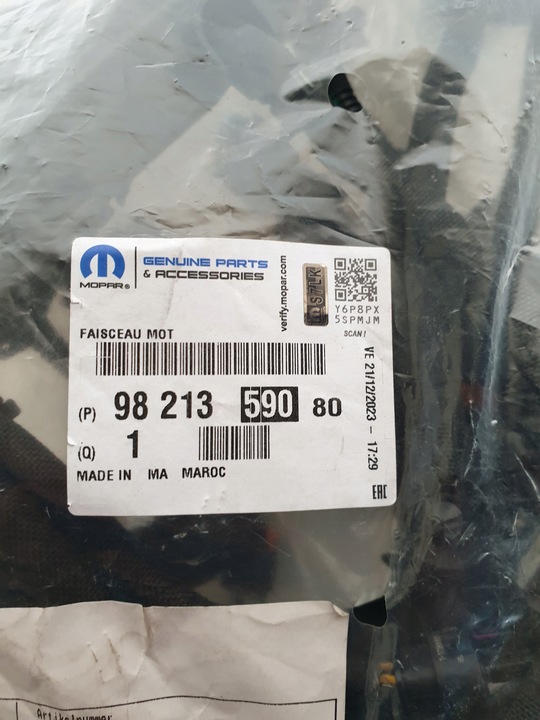 MOPAR®
GENUINE PARTS
& ACCESSORIES
verify.mopar.com
S7LK
Y6P8PX
5SPMJM
SCAN!
FAISCEAU MOT
(P) 98 213 590 80
(Q) 1
MADE IN MA MAROC
VE 21/12/2023 - 17:29
EAC
Artikelnummer